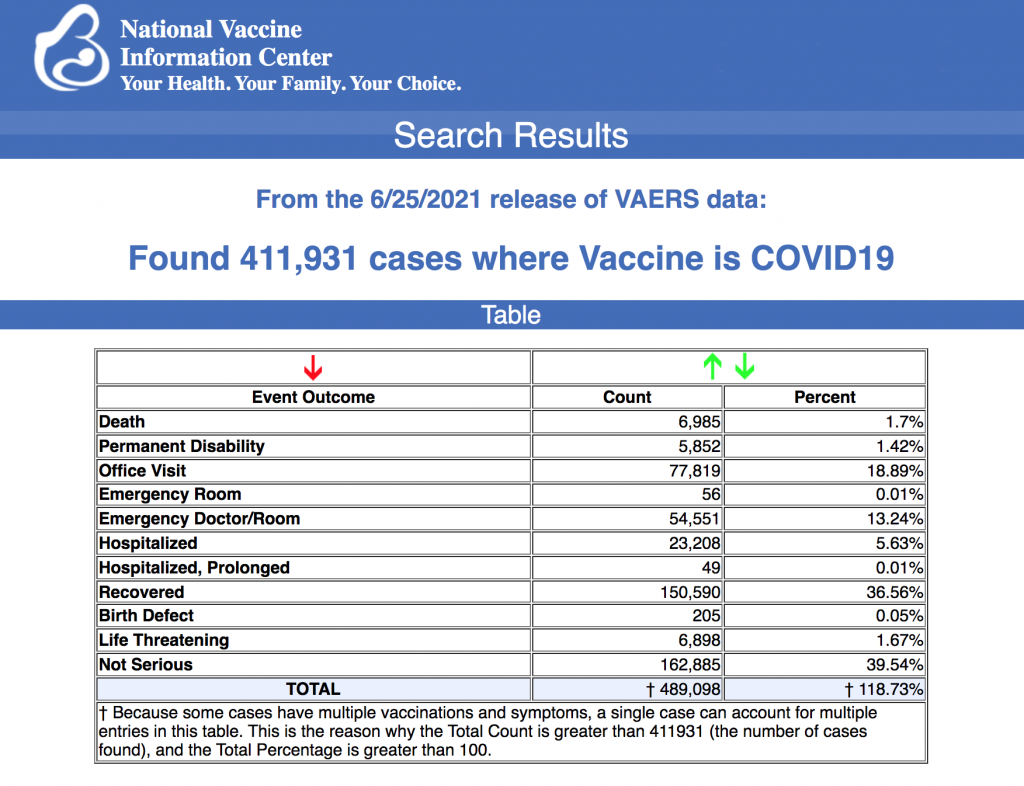 National Vaccine
Information Center
Your Health. Your Family. Your Choice.
Search Results
From the 6/25/2021 release of VAERS data:
Found 411,931 cases where Vaccine is COVID19
Table
Event Outcome Count Percent
Death 6,985 1.7%
Permanent Disability 5,852 1.42%
Office Visit 77,819 18.89%
Emergency Room 56 0.01%
Emergency Doctor/Room 54,551 13.24%
Hospitalized 23,208 5.63%
Hospitalized, Prolonged 49 0.01%
Recovered 150,590 36.56%
Birth Defect 205 0.05%
Life Threatening 6,898 1.67%
Not Serious 162,885 39.54%
TOTAL † 489,098 † 118.73%
† Because some cases have multiple vaccinations and symptoms, a single case can account for multiple
entries in this table. This is the reason why the Total Count is greater than 411931 (the number of cases
found), and the Total Percentage is greater than 100.